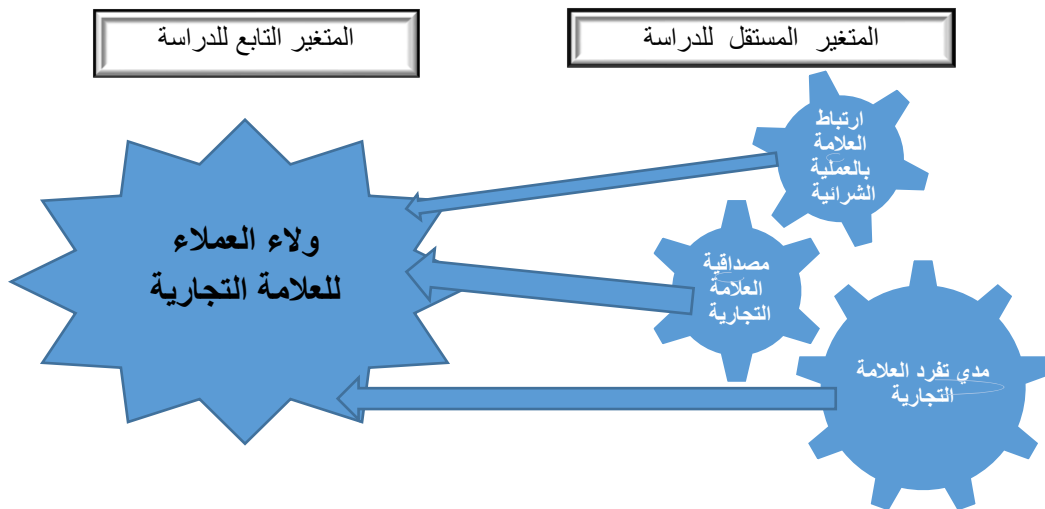 المتغير المستقل للدراسة
المتغير التابع للدراسة
ارتباط
العلامة
بالعملية
الشرائية
مصداقية
العلامة
التجارية
مدي تفرد العلامة
التجارية
ولاء العملاء
للعلامة التجارية